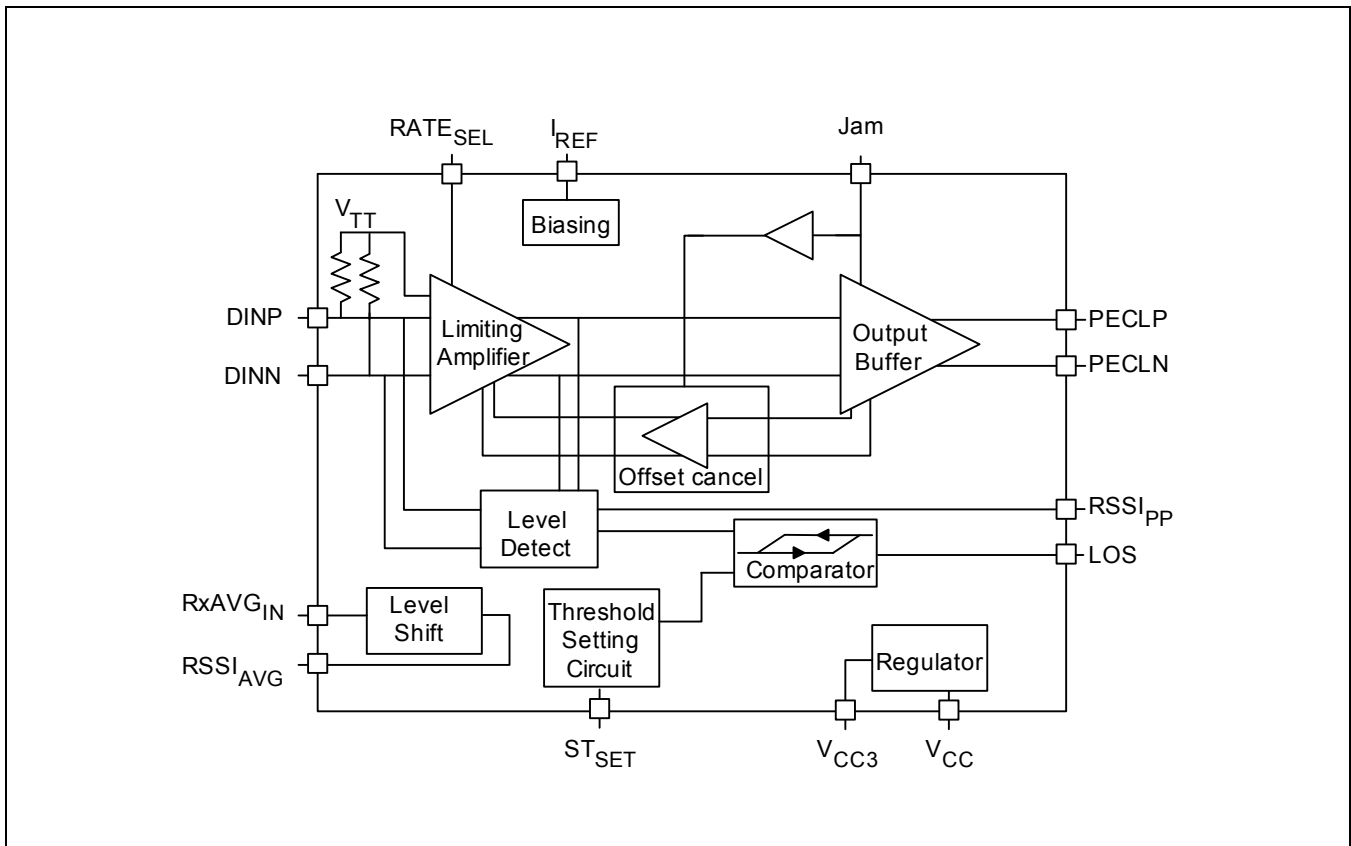 RATE_SEL
I_REF
Jam
V_TT
Biasing
DINP
Limiting
Amplifier
Output
Buffer
PECLP
DINN
PECLN
Offset cancel
Level
Detect
RSSI_PP
Comparator
LOS
RxAVG_IN
Level
Shift
Threshold
Setting
Circuit
RSSI_AVG
Regulator
ST_SET
V_CC3
V_CC